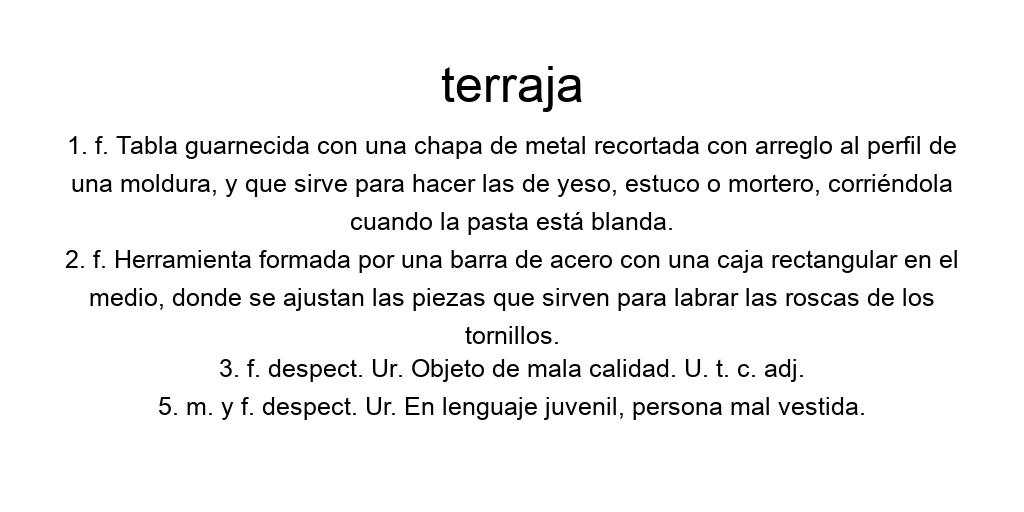 terraja
1. f. Tabla guarnecida con una chapa de metal recortada con arreglo al perfil de
una moldura, y que sirve para hacer las de yeso, estuco o mortero, corriéndola
cuando la pasta está blanda.
2. f. Herramienta formada por una barra de acero con una caja rectangular en el
medio, donde se ajustan las piezas que sirven para labrar las roscas de los
tornillos.
3. f. despect. Ur. Objeto de mala calidad. U. t. c. adj.
5. m. y f. despect. Ur. En lenguaje juvenil, persona mal vestida.